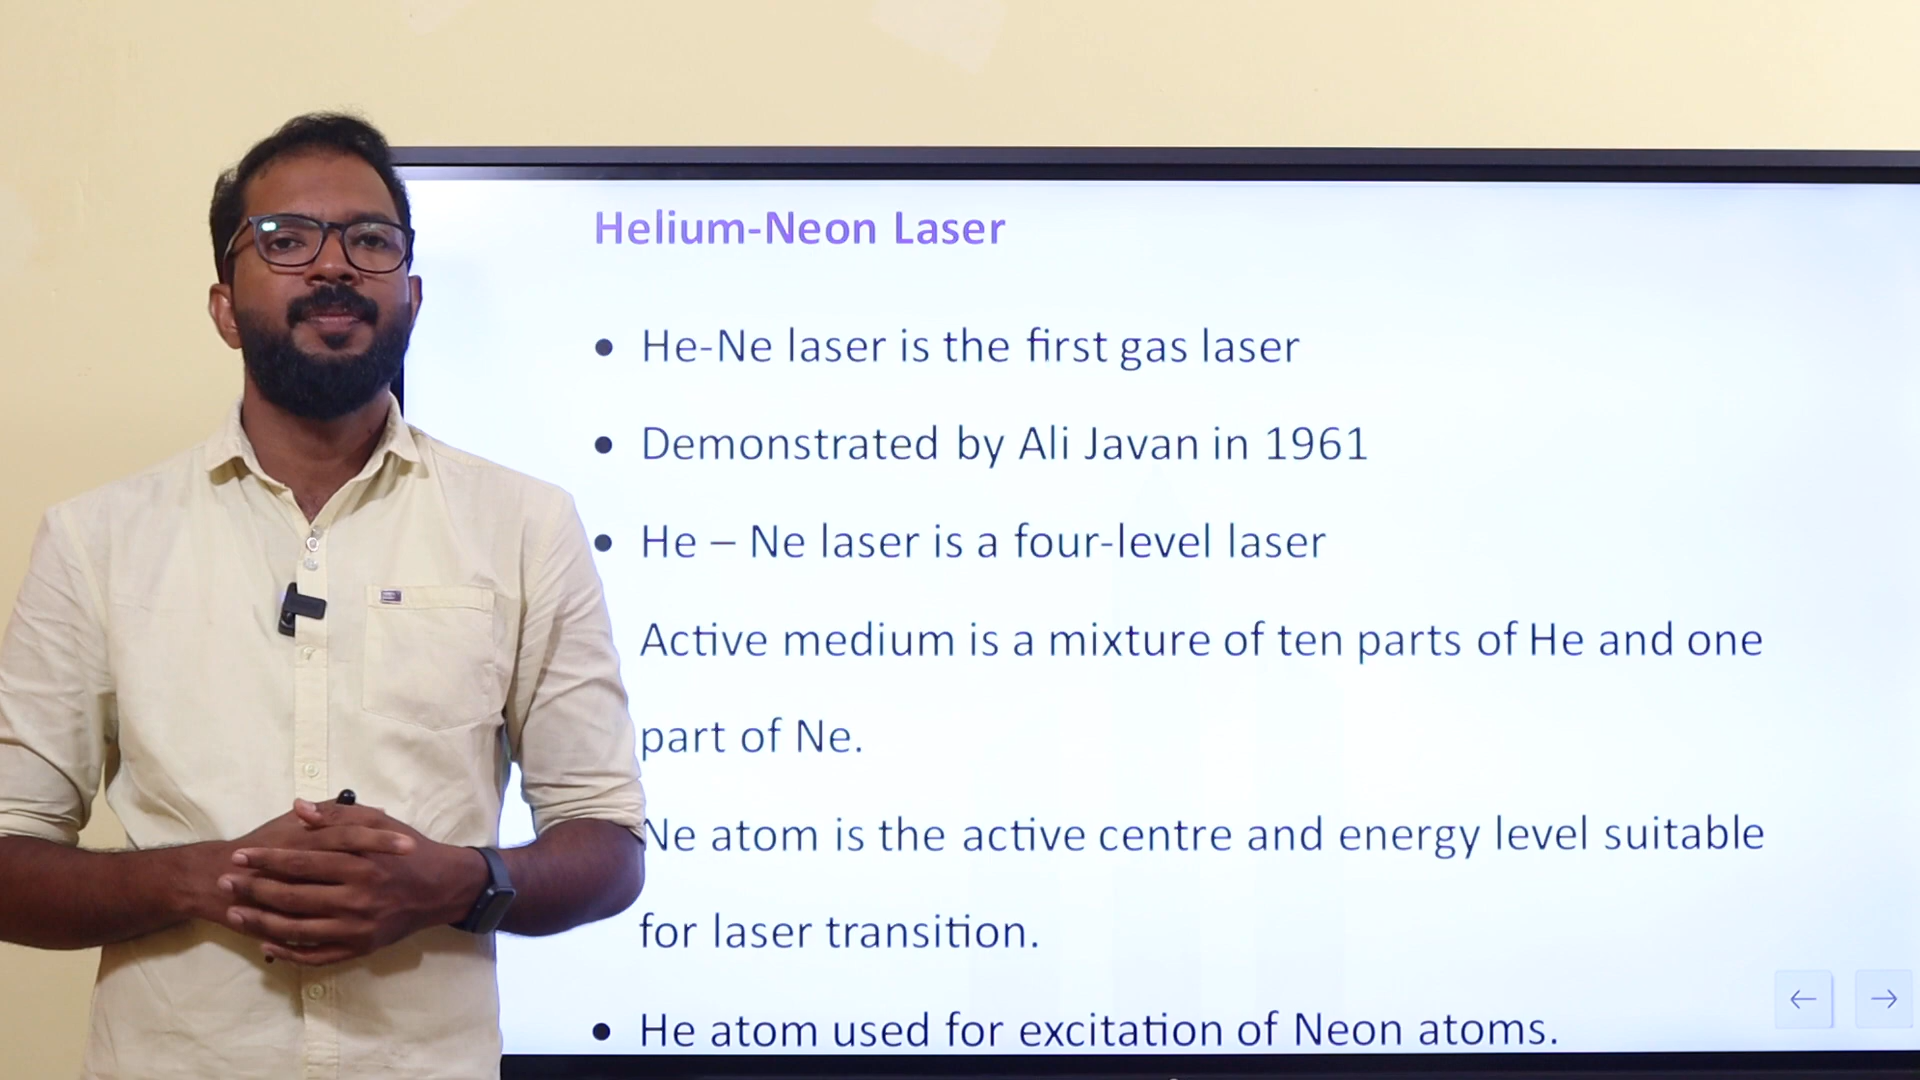 Helium-Neon Laser
• He-Ne laser is the first gas laser
• Demonstrated by Ali Javan in 1961
• He – Ne laser is a four-level laser
Active medium is a mixture of ten parts of He and one
part of Ne.
Ne atom is the active centre and energy level suitable
for laser transition.
• He atom used for excitation of Neon atoms.